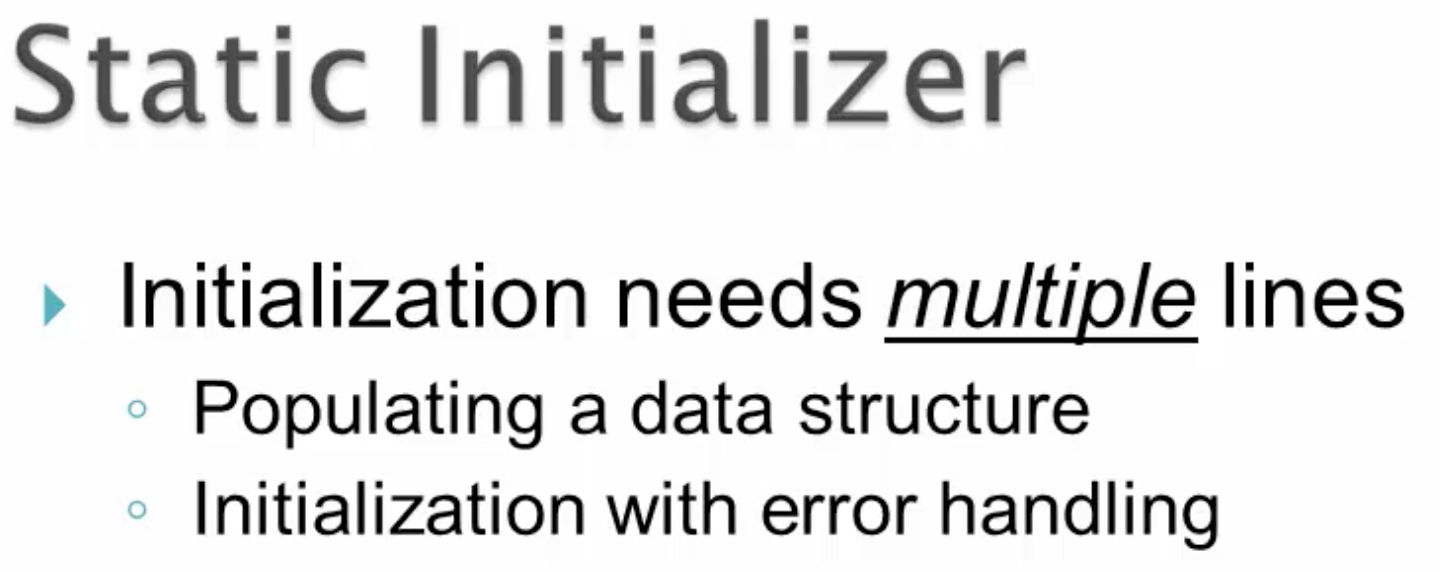 Static Initializer
Initialization needs multiple lines
Populating a data structure
Initialization with error handling